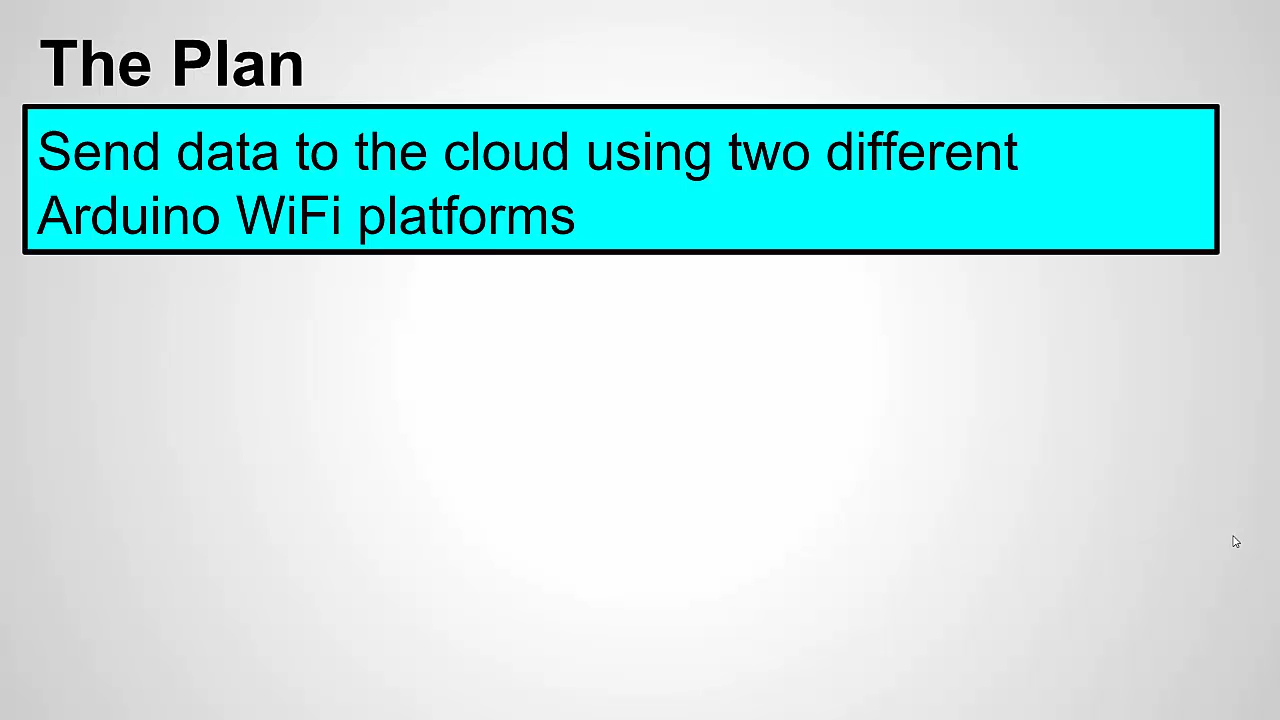 The Plan
Send data to the cloud using two different
Arduino WiFi platforms